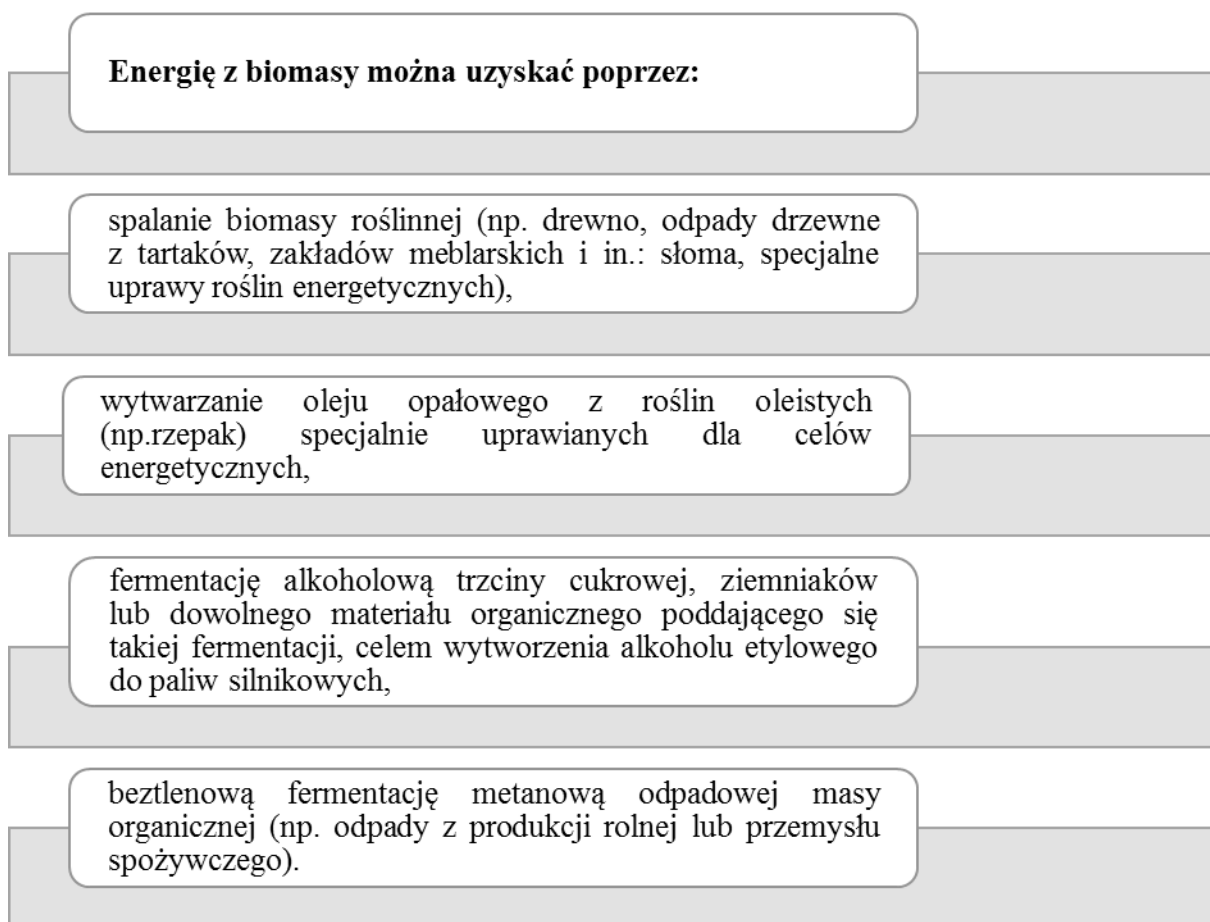 Energię z biomasy można uzyskać poprzez:
spalanie biomasy roślinnej (np. drewno, odpady drzewne
z tartaków, zakładów meblarskich i in.: słoma, specjalne
uprawy roślin energetycznych),
wytwarzanie oleju opałowego z roślin oleistych
(np.rzepak) specjalnie uprawianych dla celów
energetycznych,
fermentację alkoholową trzciny cukrowej, ziemniaków
lub dowolnego materiału organicznego poddającego się
takiej fermentacji, celem wytworzenia alkoholu etylowego
do paliw silnikowych,
beztlenową fermentację metanową odpadowej masy
organicznej (np. odpady z produkcji rolnej lub przemysłu
spożywczego).